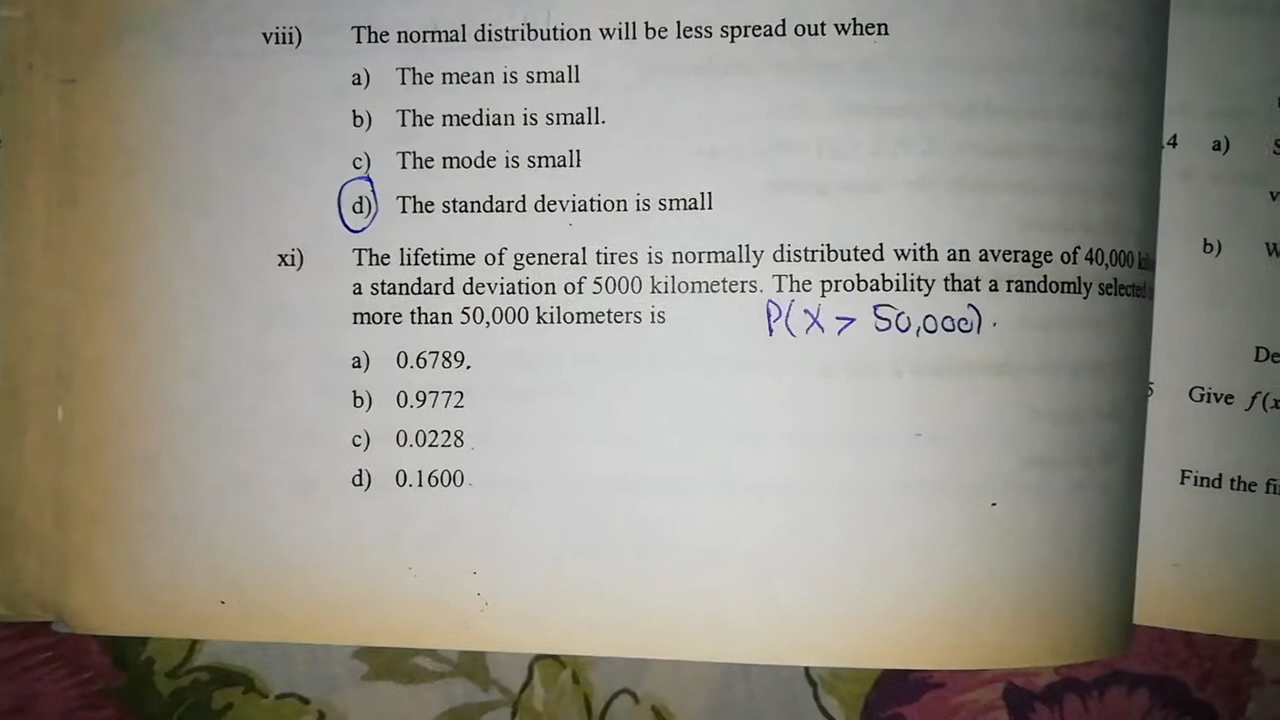 viii) The normal distribution will be less spread out when
a) The mean is small
b) The median is small.
c) The mode is small
d) The standard deviation is small
xi) The lifetime of general tires is normally distributed with an average of 40,000
a standard deviation of 5000 kilometers. The probability that a randomly selected
more than 50,000 kilometers is
P(X > 50,000).
a) 0.6789.
b) 0.9772
c) 0.0228
d) 0.1600
.4 a)
b) W
De
Give f(x
Find the fi